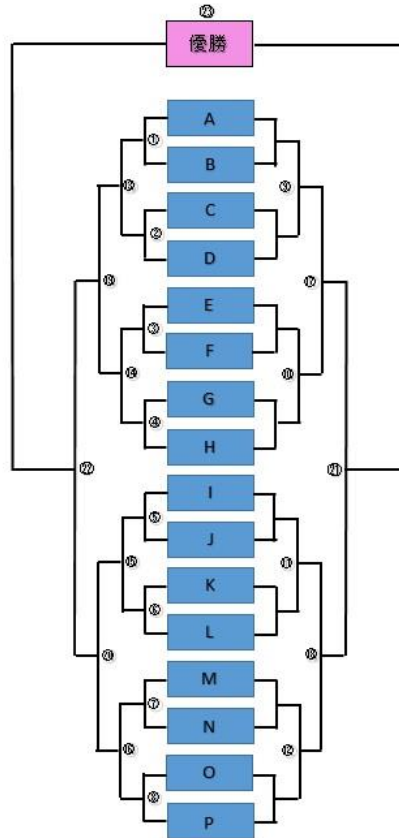 ㉓
優勝
A
①
B
⑬ ⑨
C
②
D
⑲ ⑰
E
③
F
⑭ ⑩
G
④
H
㉒ ㉑
I
⑤
J
⑮ ⑪
K
⑥
L
⑳ ⑱
M
⑦
N
⑯ ⑫
O
⑧
P